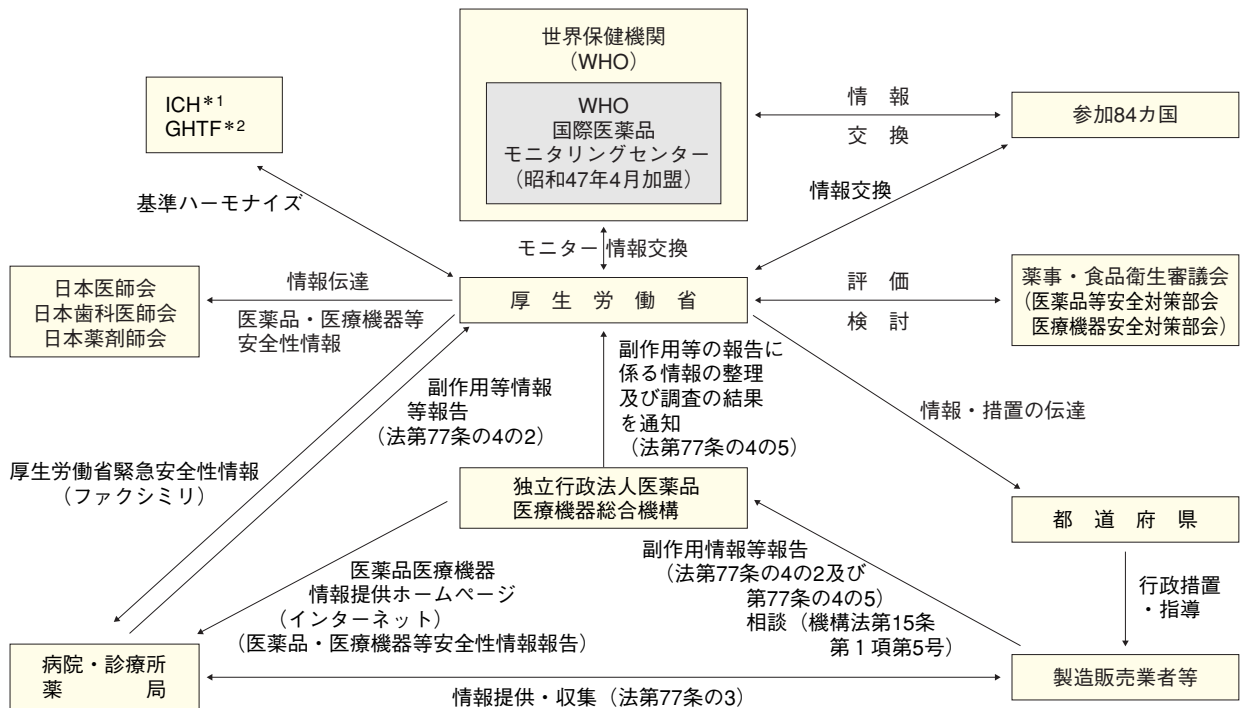 世界保健機関
（WHO）
WHO
国際医薬品
モニタリングセンター
（昭和47年4月加盟）
ICH＊1
GHTF＊2
情　報
交　換
参加84カ国
基準ハーモナイズ
情報交換
モニター 情報交換
日本医師会
日本歯科医師会
日本薬剤師会
情報伝達
医薬品・医療機器等
安全性情報
厚　生　労　働　省
評　価
検　討
薬事・食品衛生審議会
（医薬品等安全対策部会
医療機器安全対策部会）
副作用等情報
等報告
（法第77条の4の2）
副作用等の報告に
係る情報の整理
及び調査の結果
を通知
（法第77条の4の5）
情報・措置の伝達
厚生労働省緊急安全性情報
（ファクシミリ）
独立行政法人医薬品
医療機器総合機構
都　道　府　県
医薬品医療機器
情報提供ホームページ
（インターネット）
（医薬品・医療機器等安全性情報報告）
副作用情報等報告
（法第77条の4の2及び
第77条の4の5）
相談（機構法第15条
第１項第5号）
行政措置
・指導
病院・診療所
薬　　　局
情報提供・収集（法第77条の3）
製造販売業者等